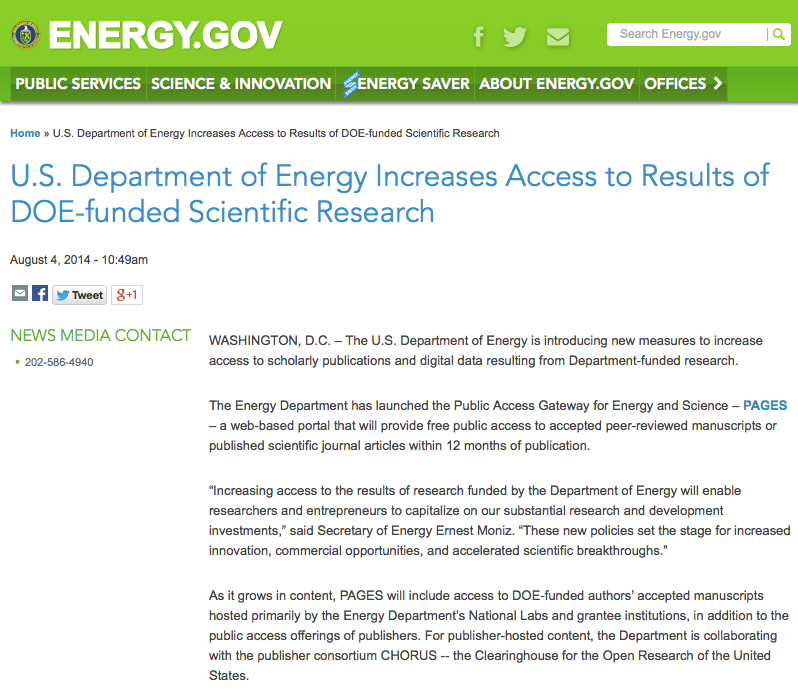 ENERGY.GOV
Search Energy.gov
PUBLIC SERVICES SCIENCE & INNOVATION ENERGY SAVER ABOUT ENERGY.GOV OFFICES
Home » U.S. Department of Energy Increases Access to Results of DOE-funded Scientific Research
U.S. Department of Energy Increases Access to Results of
DOE-funded Scientific Research
August 4, 2014 - 10:49am
Tweet g+1
NEWS MEDIA CONTACT
202-586-4940
WASHINGTON, D.C. – The U.S. Department of Energy is introducing new measures to increase
access to scholarly publications and digital data resulting from Department-funded research.
The Energy Department has launched the Public Access Gateway for Energy and Science – PAGES
– a web-based portal that will provide free public access to accepted peer-reviewed manuscripts or
published scientific journal articles within 12 months of publication.
“Increasing access to the results of research funded by the Department of Energy will enable
researchers and entrepreneurs to capitalize on our substantial research and development
investments,” said Secretary of Energy Ernest Moniz. “These new policies set the stage for increased
innovation, commercial opportunities, and accelerated scientific breakthroughs.”
As it grows in content, PAGES will include access to DOE-funded authors’ accepted manuscripts
hosted primarily by the Energy Department’s National Labs and grantee institutions, in addition to the
public access offerings of publishers. For publisher-hosted content, the Department is collaborating
with the publisher consortium CHORUS -- the Clearinghouse for the Open Research of the United
States.